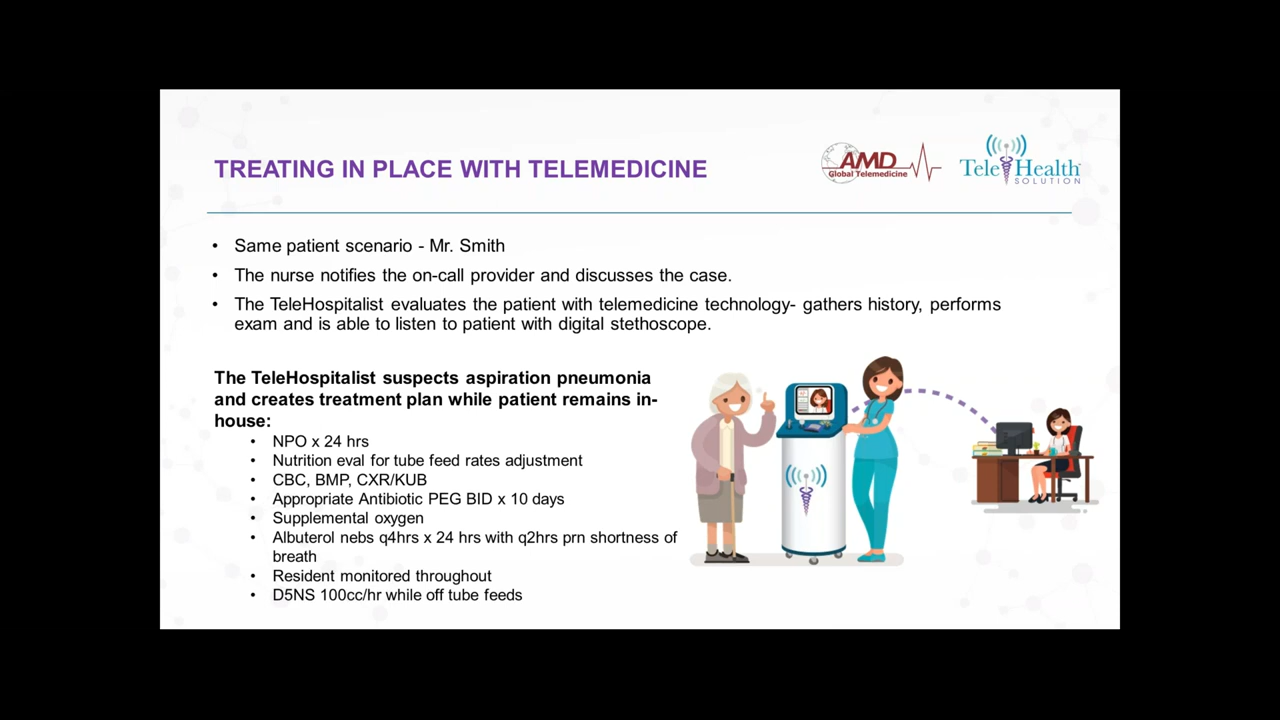 TREATING IN PLACE WITH TELEMEDICINE
AMD
Global Telemedicine
TeleHealth
SOLUTION
• Same patient scenario - Mr. Smith
• The nurse notifies the on-call provider and discusses the case.
• The TeleHospitalist evaluates the patient with telemedicine technology- gathers history, performs
exam and is able to listen to patient with digital stethoscope.
The TeleHospitalist suspects aspiration pneumonia
and creates treatment plan while patient remains in-
house:
• NPO x 24 hrs
• Nutrition eval for tube feed rates adjustment
• CBC, BMP, CXR/KUB
• Appropriate Antibiotic PEG BID x 10 days
• Supplemental oxygen
• Albuterol nebs q4hrs x 24 hrs with q2hrs prn shortness of
breath
• Resident monitored throughout
• D5NS 100cc/hr while off tube feeds